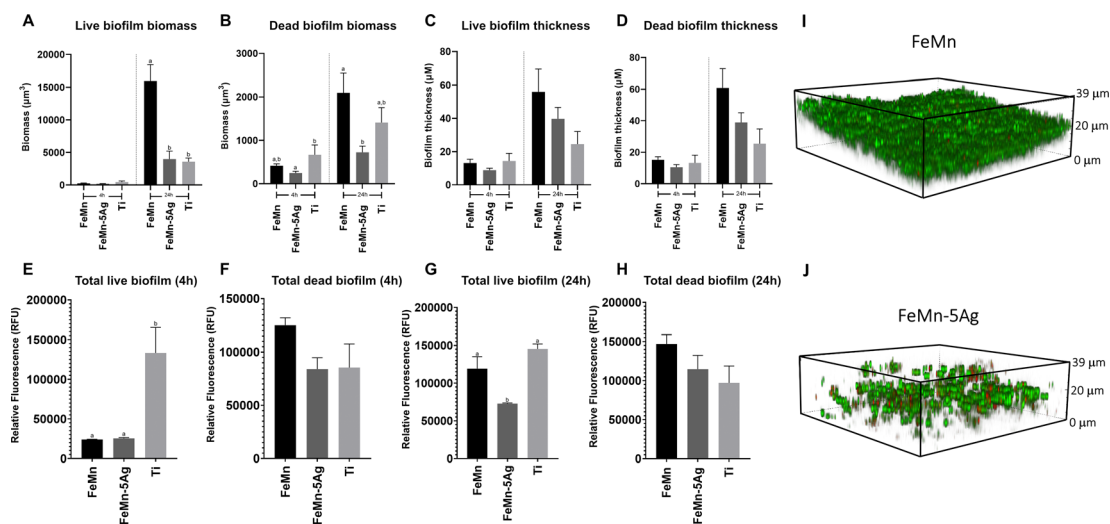 A
Live biofilm biomass
Biomass (μm³)
20000
15000
10000
5000
0
a
b
b
4h
24h
FeMn
FeMn-5Ag
Ti
FeMn
FeMn-5Ag
Ti
B
Dead biofilm biomass
Biomass (μm³)
3000
2000
1000
0
a,b
a
b
a
b
a,b
4h
24h
FeMn
FeMn-5Ag
Ti
FeMn
FeMn-5Ag
Ti
C
Live biofilm thickness
Biofilm thickness (μM)
80
60
40
20
0
4h
24h
FeMn
FeMn-5Ag
Ti
FeMn
FeMn-5Ag
Ti
D
Dead biofilm thickness
Biofilm thickness (μM)
80
60
40
20
0
4h
24h
FeMn
FeMn-5Ag
Ti
FeMn
FeMn-5Ag
Ti
I
FeMn
39 μm
20 μm
0 μm
E
Total live biofilm (4h)
Relative Fluorescence (RFU)
200000
150000
100000
50000
0
a
a
b
FeMn
FeMn-5Ag
Ti
F
Total dead biofilm (4h)
Relative Fluorescence (RFU)
150000
100000
50000
0
FeMn
FeMn-5Ag
Ti
G
Total live biofilm (24h)
Relative Fluorescence (RFU)
200000
150000
100000
50000
0
a
b
a
FeMn
FeMn-5Ag
Ti
H
Total dead biofilm (24h)
Relative Fluorescence (RFU)
200000
150000
100000
50000
0
FeMn
FeMn-5Ag
Ti
J
FeMn-5Ag
39 μm
20 μm
0 μm